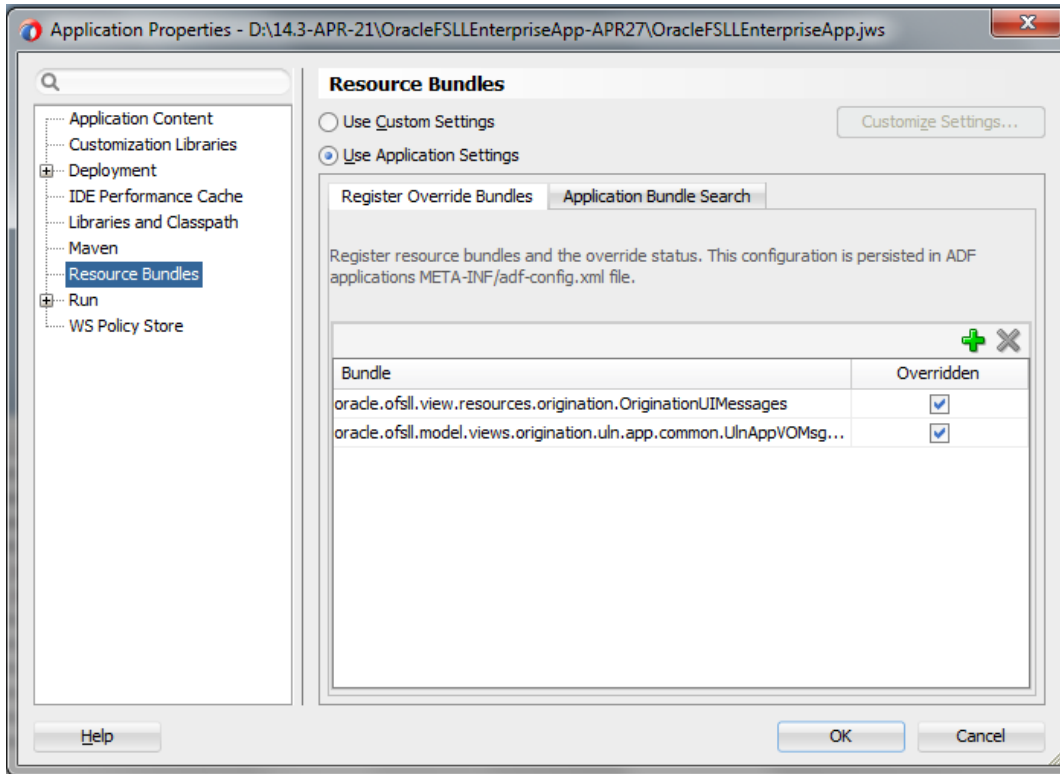 Application Properties - D:\14.3-APR-21\OracleFSLLEnterpriseApp-APR27\OracleFSLLEnterpriseApp.jws
Application Content
Customization Libraries
Deployment
IDE Performance Cache
Libraries and Classpath
Maven
Resource Bundles
Run
WS Policy Store
Resource Bundles
Use Custom Settings
Customize Settings...
Use Application Settings
Register Override Bundles
Application Bundle Search
Register resource bundles and the override status. This configuration is persisted in ADF
applications META-INF/adf-config.xml file.
Bundle
Overridden
oracle.ofsll.view.resources.origination.OriginationUIMessages
oracle.ofsll.model.views.origination.uln.app.common.UlnAppVOMsg...
Help
OK
Cancel